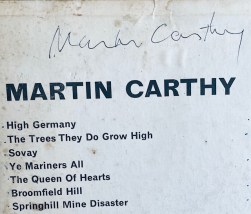 Martin Carthy
MARTIN CARTHY
High Germany
The Trees They Do Grow High
Sovay
Ye Mariners All
The Queen Of Hearts
Broomfield Hill
Springhill Mine Disaster